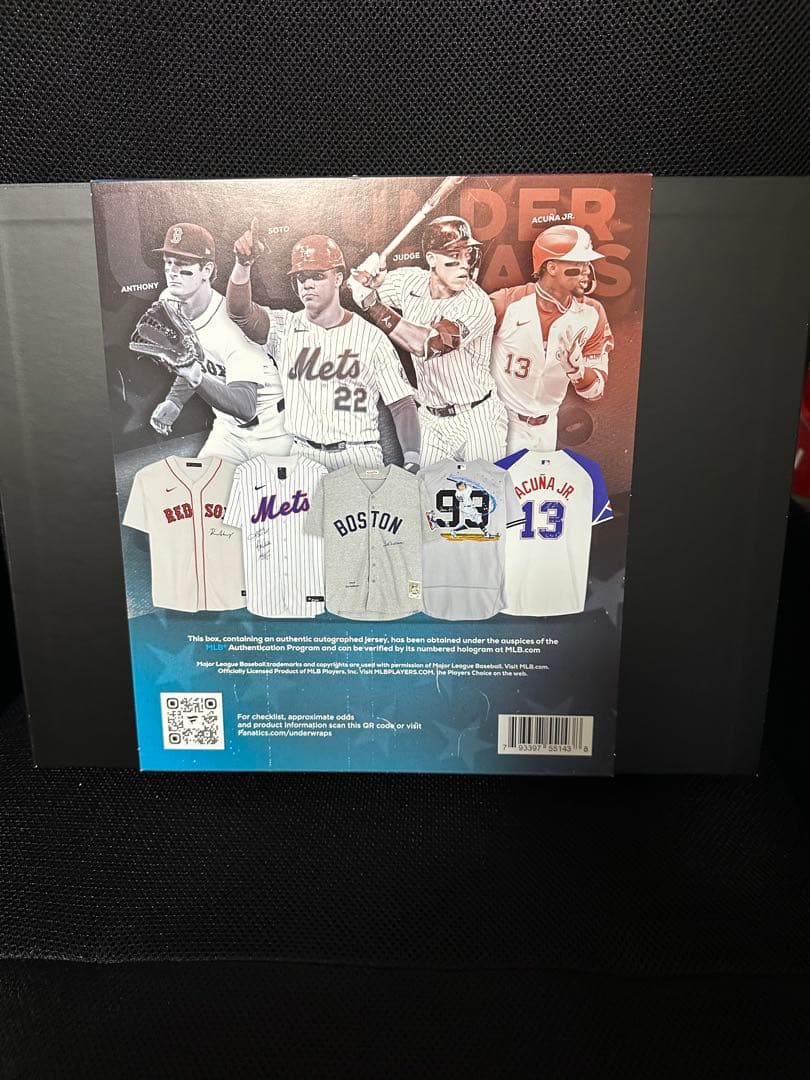 UNDER
WRAPS
ACUÑA JR.
SOTO
JUDGE
ANTHONY
B
Mets
22
13
RED SOX
Mets
BOSTON
93
ACUÑA JR.
13
This box, containing an authentic autographed jersey, has been obtained under the auspices of the
MLB® Authentication Program and can be verified by its numbered hologram at MLB.com
Major League Baseball trademarks and copyrights are used with permission of Major League Baseball. Visit MLB.com.
Officially Licensed Product of MLB Players, Inc. Visit MLBPLAYERS.COM, the Players Choice on the web.
For checklist, approximate odds
and product information scan this QR code or visit
Fanatics.com/underwraps
7 93397 55143 8